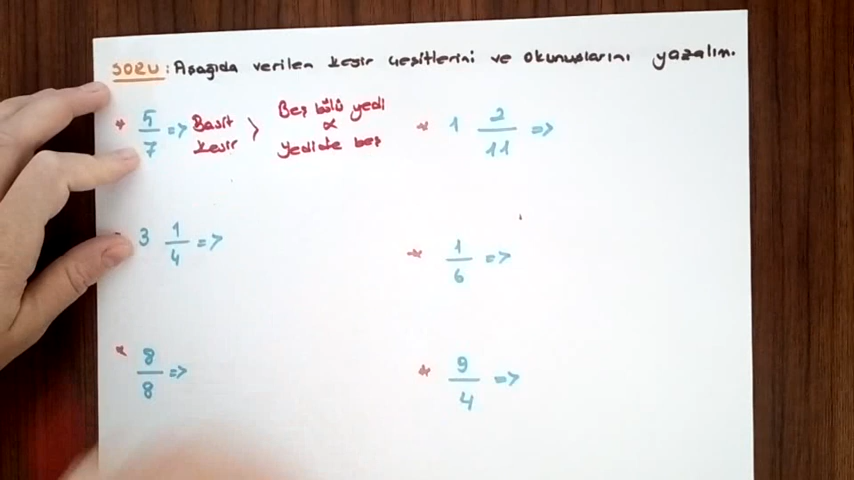 SORU: Aşağıda verilen kesir çeşitlerini ve okunuşlarını yazalım.
* 5/7 => Basit kesir > Beş bölü yedi
α
yedide beş
* 1 2/11 =>
3 1/4 =>
* 1/6 =>
* 8/8 =>
* 9/4 =>